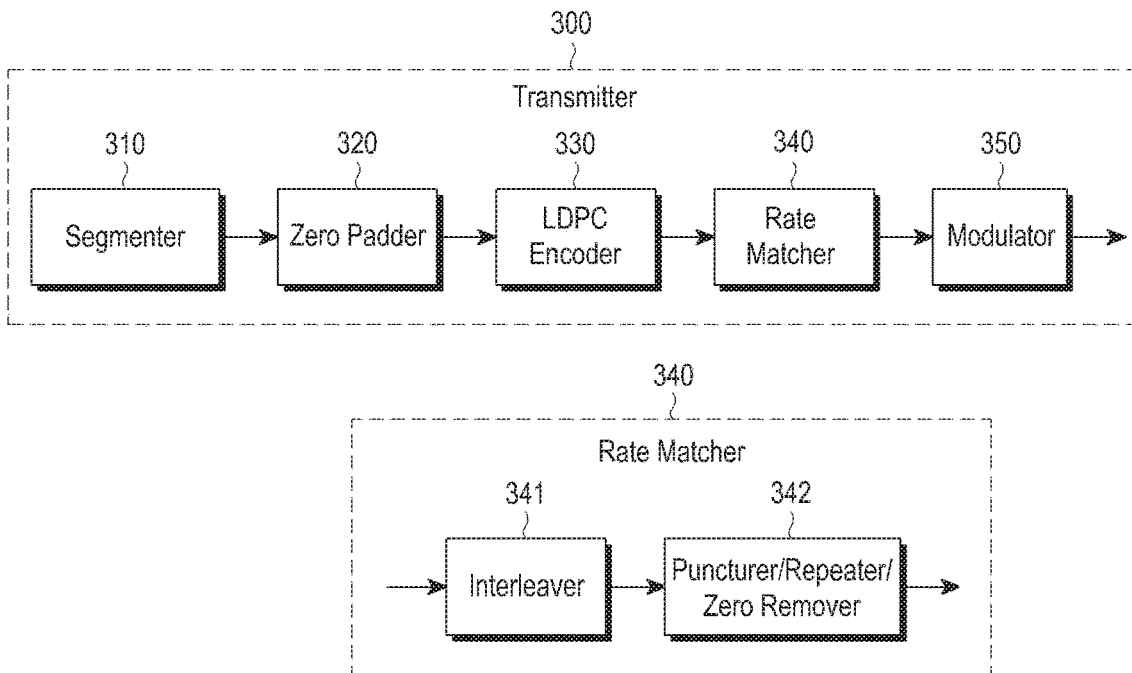 300
Transmitter
310 320 330 340 350
Segmenter Zero Padder LDPC Encoder Rate Matcher Modulator
340
Rate Matcher
341 342
Interleaver Puncturer/Repeater/ Zero Remover